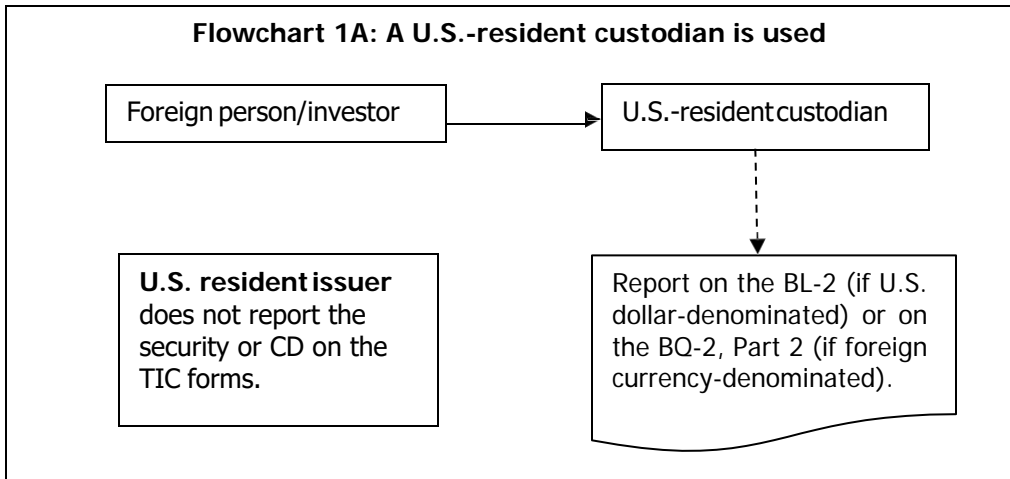 Flowchart 1A: A U.S.-resident custodian is used
Foreign person/investor
U.S.-resident custodian
U.S. resident issuer
does not report the
security or CD on the
TIC forms.
Report on the BL-2 (if U.S.
dollar-denominated) or on
the BQ-2, Part 2 (if foreign
currency-denominated).